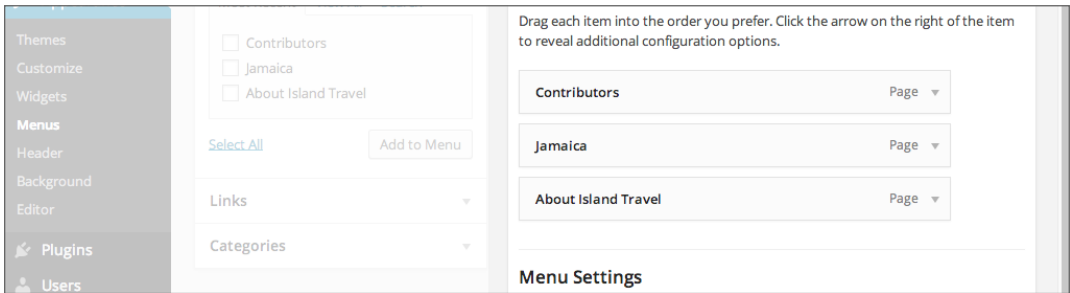 Themes
Customize
Widgets
Menus
Header
Background
Editor
Plugins
Users
Contributors
Jamaica
About Island Travel
Select All
Add to Menu
Links
Categories
Drag each item into the order you prefer. Click the arrow on the right of the item
to reveal additional configuration options.
Contributors Page
Jamaica Page
About Island Travel Page
Menu Settings